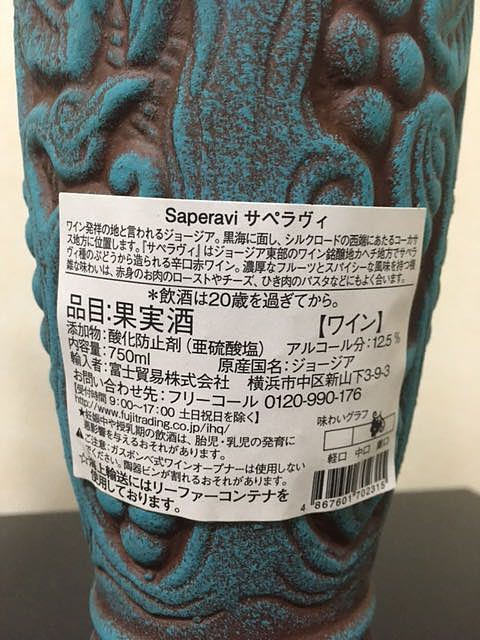 Saperavi サペラヴィ
ワイン発祥の地と言われるジョージア。黒海に面し、シルクロードの西端にあたるコーカサ
ス地方に位置します。『サペラヴィ』はジョージア東部のワイン銘醸地カヘチ地方でサペラ
ヴィ種のぶどうから造られる辛口赤ワイン。濃厚なフルーツとスパイシーな風味を持つ複
雑な味わいは、赤身のお肉のローストやチーズ、ひき肉のパスタなどにもよく合います。
*飲酒は20歳を過ぎてから。
品目:果実酒 【ワイン】
添加物:酸化防止剤(亜硫酸塩) アルコール分:12.5%
内容量:750ml 原産国名:ジョージア
輸入者:富士貿易株式会社 横浜市中区新山下3-9-3
お問い合わせ先:フリーコール 0120-990-176
【受付時間 9:00〜17:00 土日祝日を除く】
http://www.fujitrading.co.jp/ihq/
味わいグラフ
★妊娠中や授乳期の飲酒は、胎児・乳児の発育に
悪影響を与えるおそれがあります。
軽口 中口 重口
⚠ご注意:ガスボンベ式ワインオープナーは使用しない
でください。陶器ビンが割れるおそれがあります。
☆海上輸送にはリーファーコンテナを
使用しております。
4 867601 702315